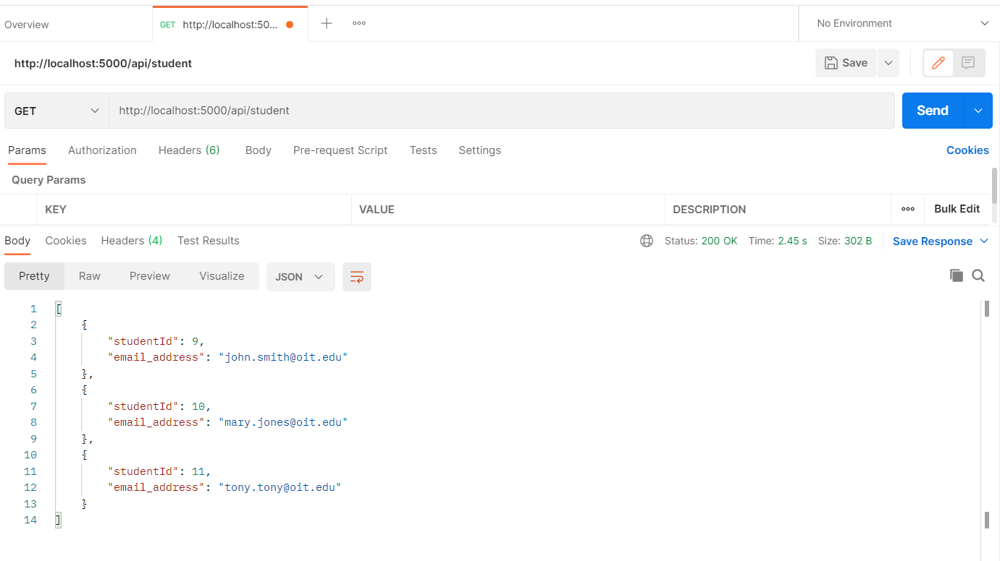 Overview
GET http://localhost:50...
No Environment
http://localhost:5000/api/student
Save
GET
http://localhost:5000/api/student
Send
Params Authorization Headers (6) Body Pre-request Script Tests Settings Cookies
Query Params
KEY VALUE DESCRIPTION Bulk Edit
Body Cookies Headers (4) Test Results Status: 200 OK Time: 2.45 s Size: 302 B Save Response
Pretty Raw Preview Visualize JSON
1 [
2 {
3 "studentId": 9,
4 "email_address": "john.smith@oit.edu"
5 },
6 {
7 "studentId": 10,
8 "email_address": "mary.jones@oit.edu"
9 },
10 {
11 "studentId": 11,
12 "email_address": "tony.tony@oit.edu"
13 }
14 ]